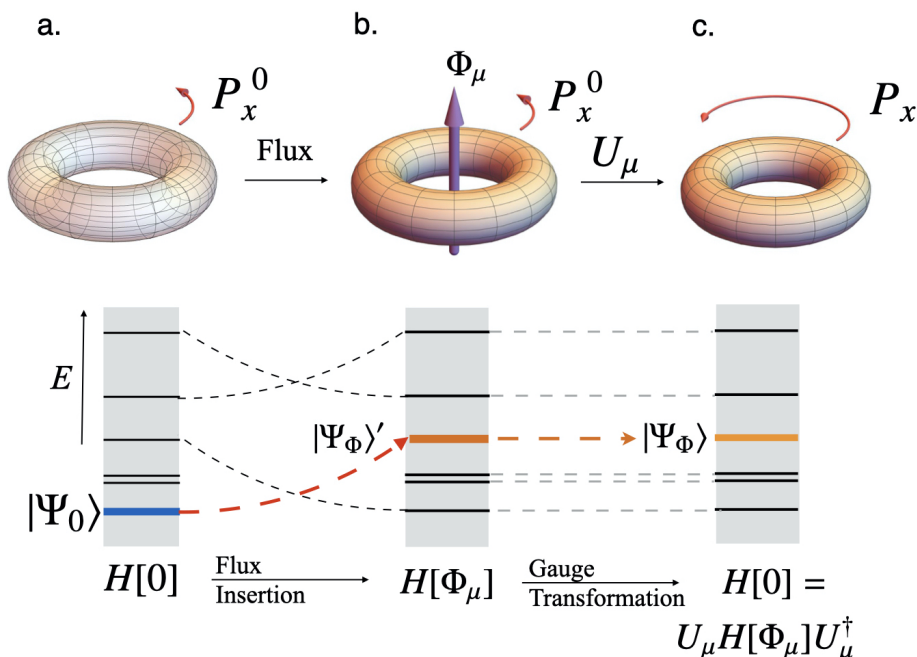 a.
b.
c.
P_x^0
Flux
Φ_μ
P_x^0
U_μ
P_x
E
|Ψ_0⟩
|Ψ_Φ⟩′
|Ψ_Φ⟩
H[0]
Flux
Insertion
H[Φ_μ]
Gauge
Transformation
H[0] =
U_μ H[Φ_μ] U_μ^†